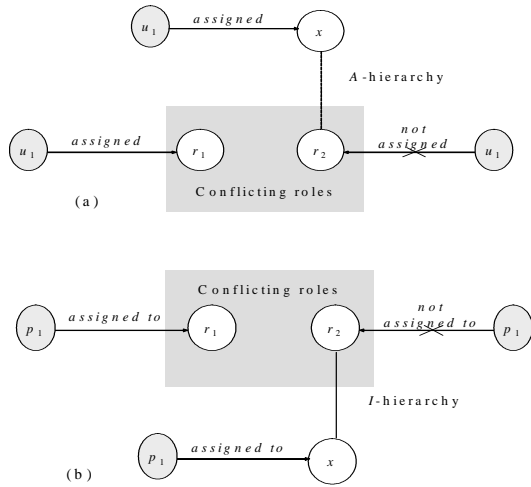 u1 assigned x
A-hierarchy
u1 assigned r1 r2 not assigned u1
Conflicting roles
(a)
Conflicting roles
p1 assigned to r1 r2 not assigned to p1
I-hierarchy
p1 assigned to x
(b)